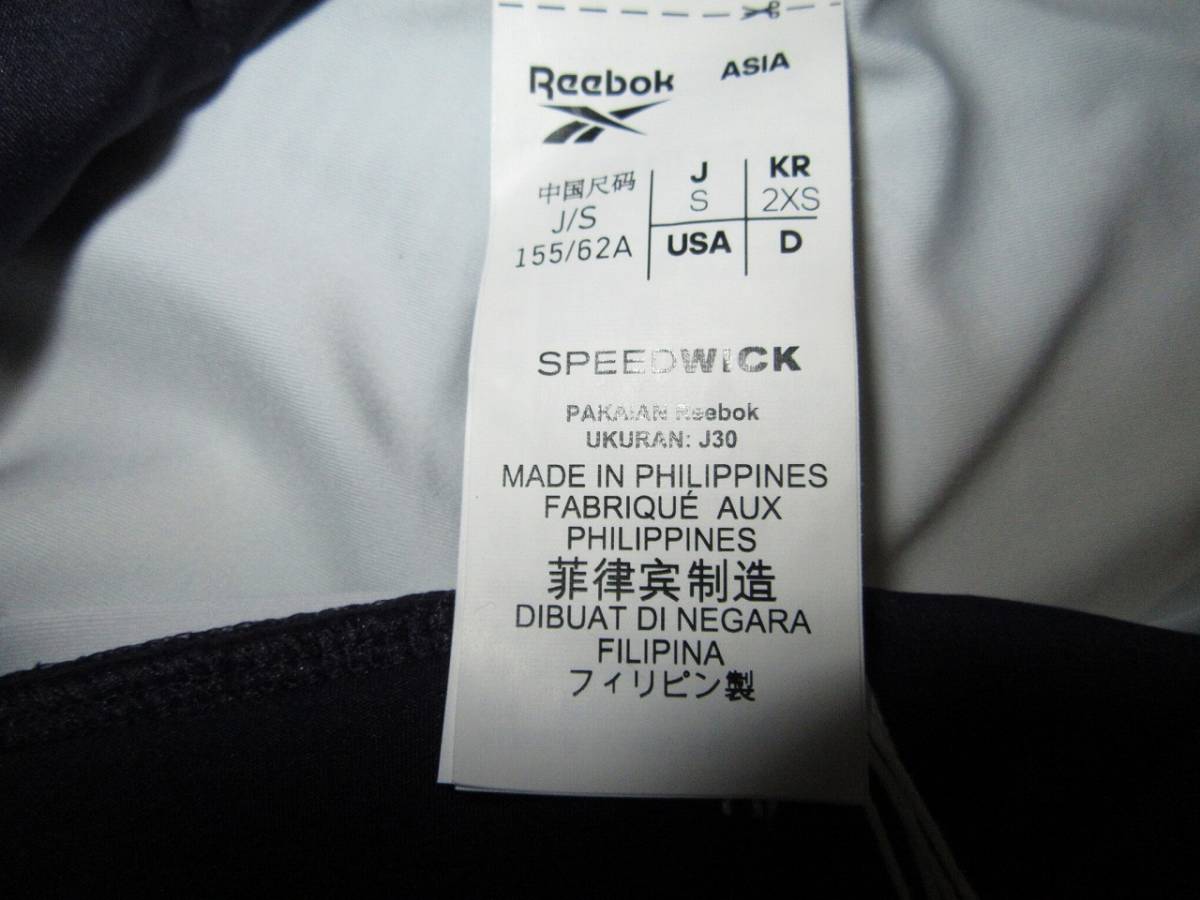 Reebok ASIA
中国尺码 J KR
J/S S 2XS
155/62A USA D
SPEEDWICK
PAKAIAN Reebok
UKURAN: J30
MADE IN PHILIPPINES
FABRIQUÉ AUX
PHILIPPINES
菲律宾制造
DIBUAT DI NEGARA
FILIPINA
フィリピン製